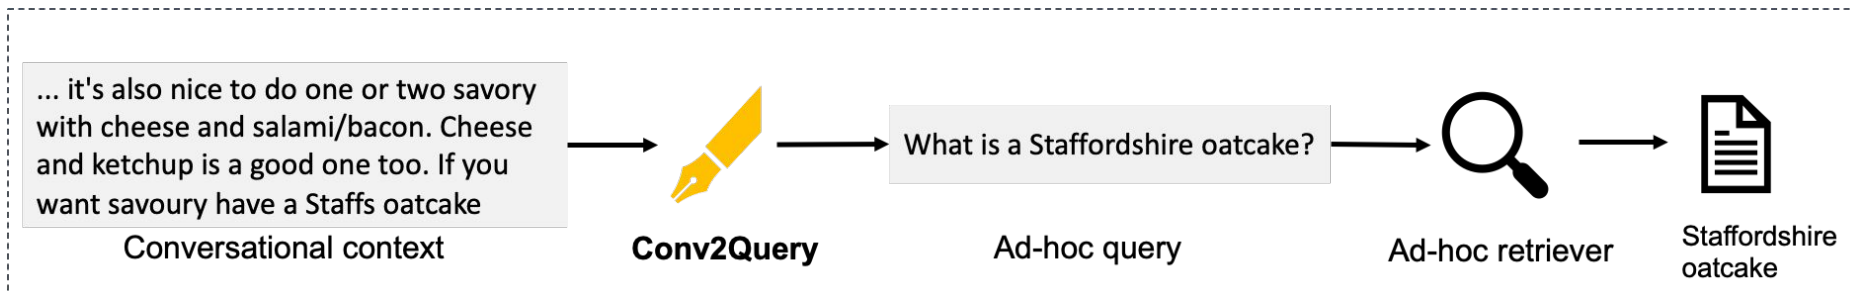 ... it's also nice to do one or two savory
with cheese and salami/bacon. Cheese
and ketchup is a good one too. If you
want savoury have a Staffs oatcake
Conversational context
Conv2Query
What is a Staffordshire oatcake?
Ad-hoc query
Ad-hoc retriever
Staffordshire
oatcake